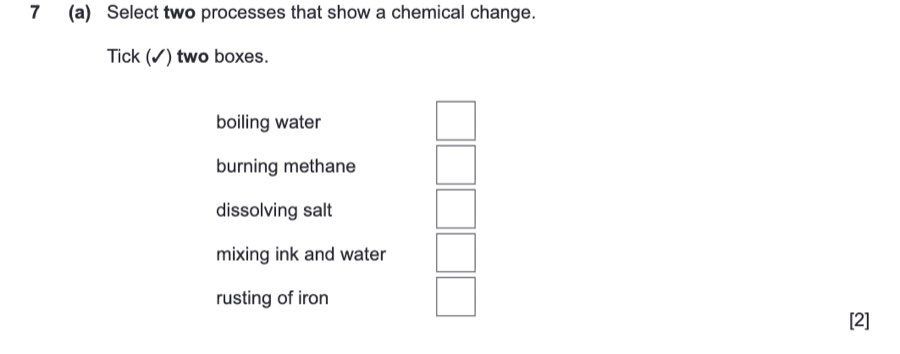 7 (a) Select two processes that show a chemical change.
Tick (✓) two boxes.
boiling water
burning methane
dissolving salt
mixing ink and water
rusting of iron
[2]